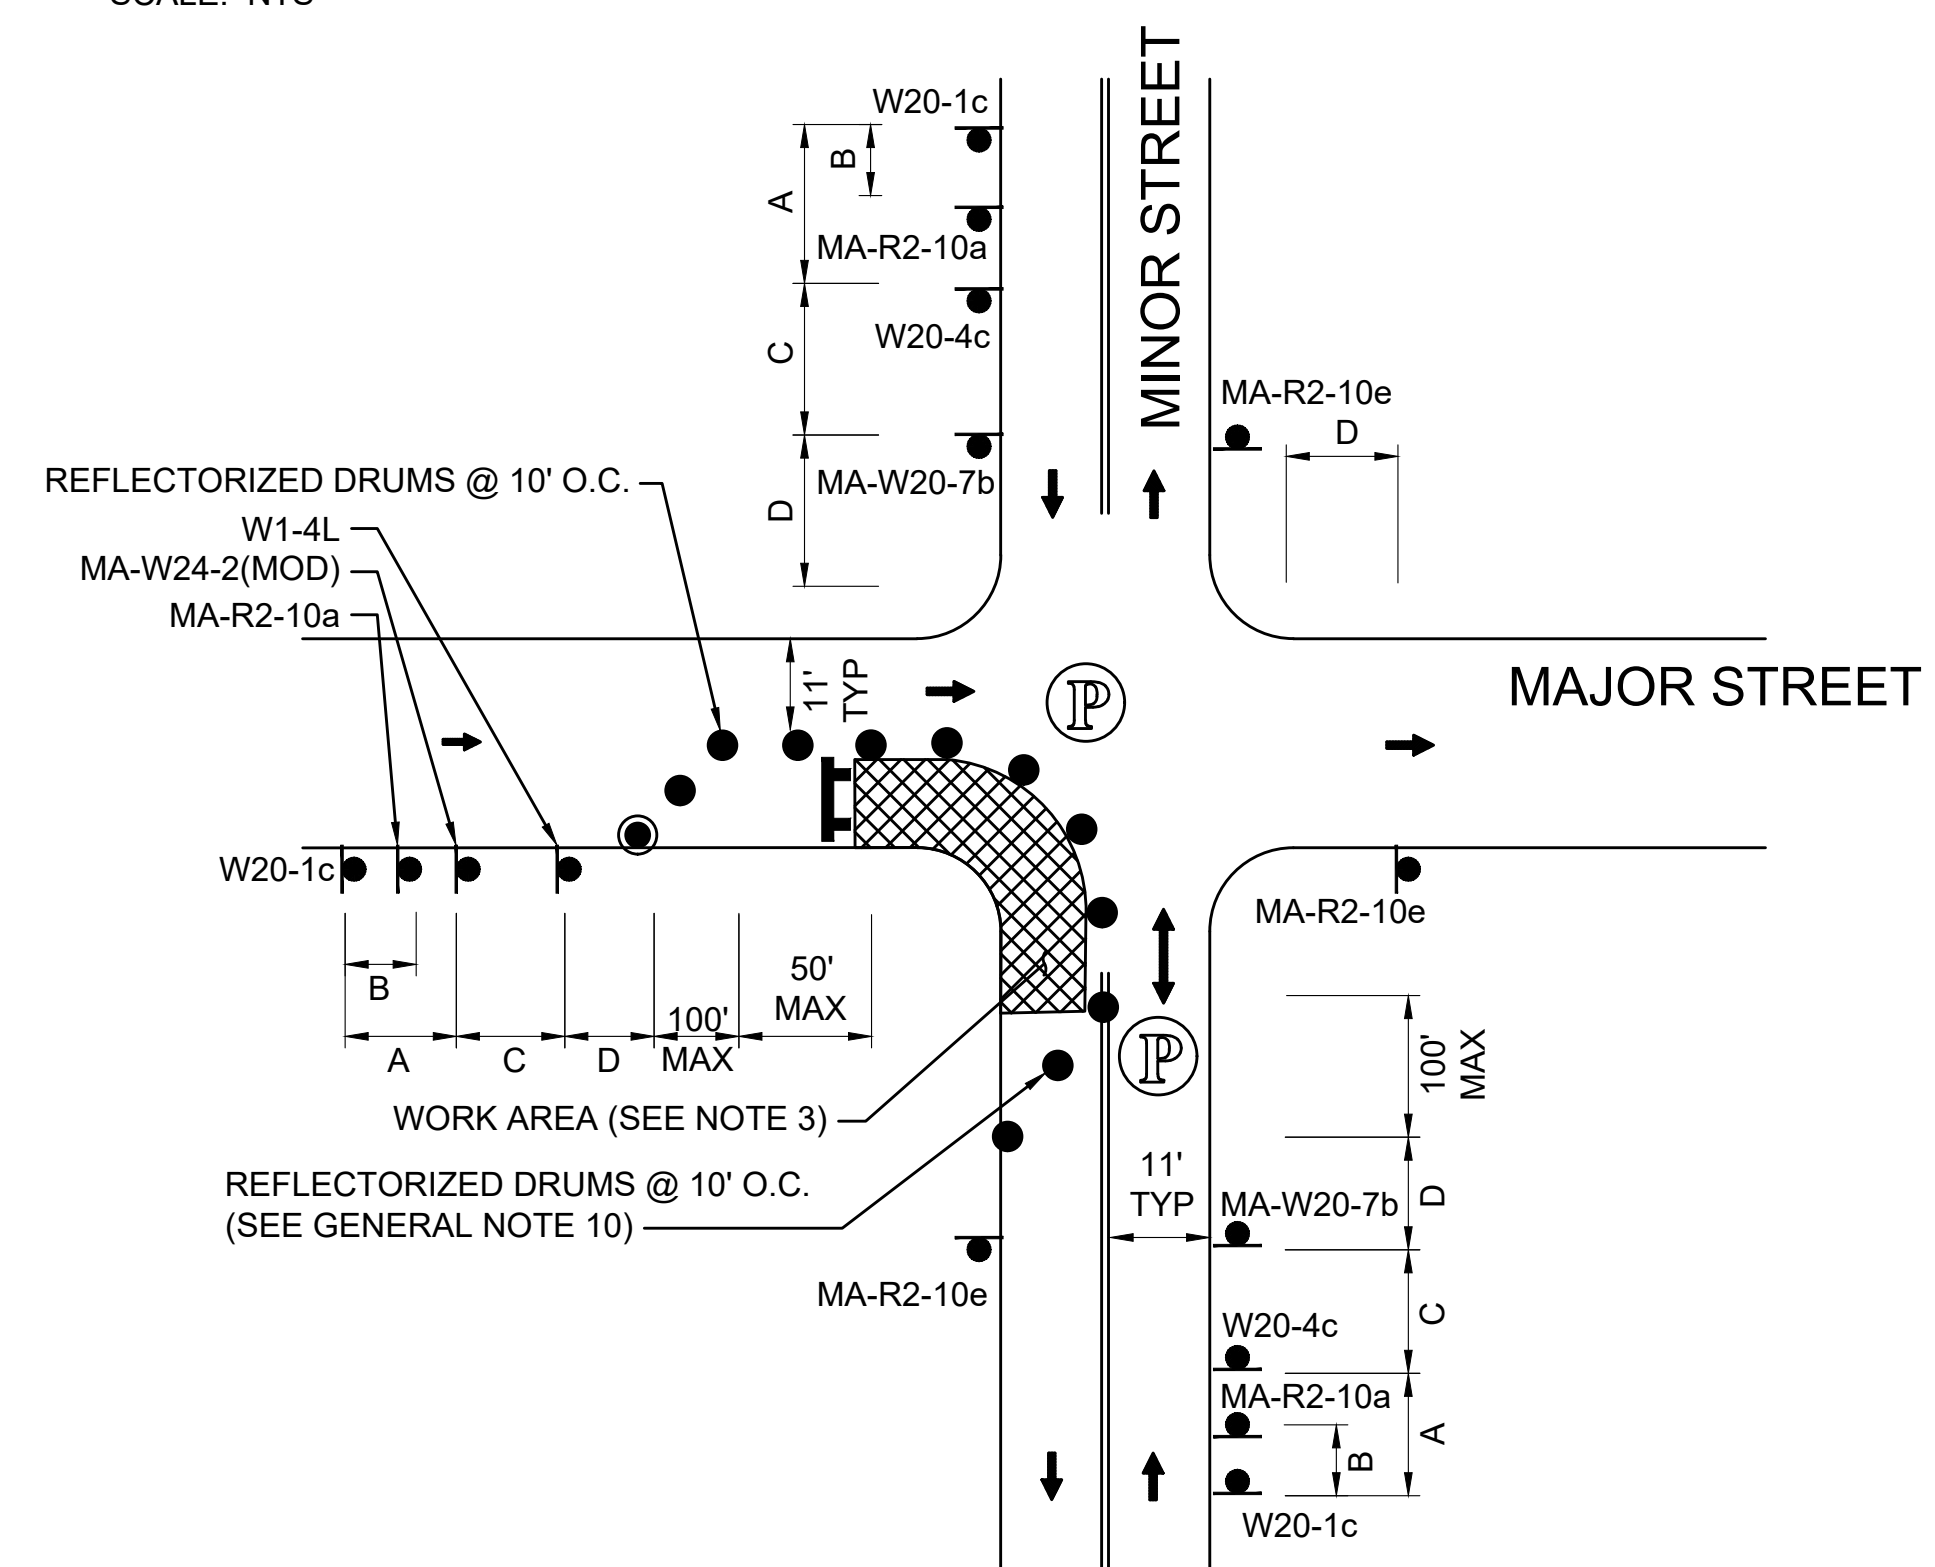 SCALE: NTS
W20-1c
B
A
MA-R2-10a
W20-4c
C
MA-W20-7b
D
MINOR STREET
MA-R2-10e
D
REFLECTORIZED DRUMS @ 10' O.C.
W1-4L
MA-W24-2(MOD)
MA-R2-10a
11'
TYP
P
MAJOR STREET
W20-1c
MA-R2-10e
B
50'
MAX
100'
MAX
A
C
D
100'
MAX
P
WORK AREA (SEE NOTE 3)
REFLECTORIZED DRUMS @ 10' O.C.
(SEE GENERAL NOTE 10)
11'
TYP
MA-W20-7b
D
MA-R2-10e
W20-4c
C
MA-R2-10a
A
B
W20-1c